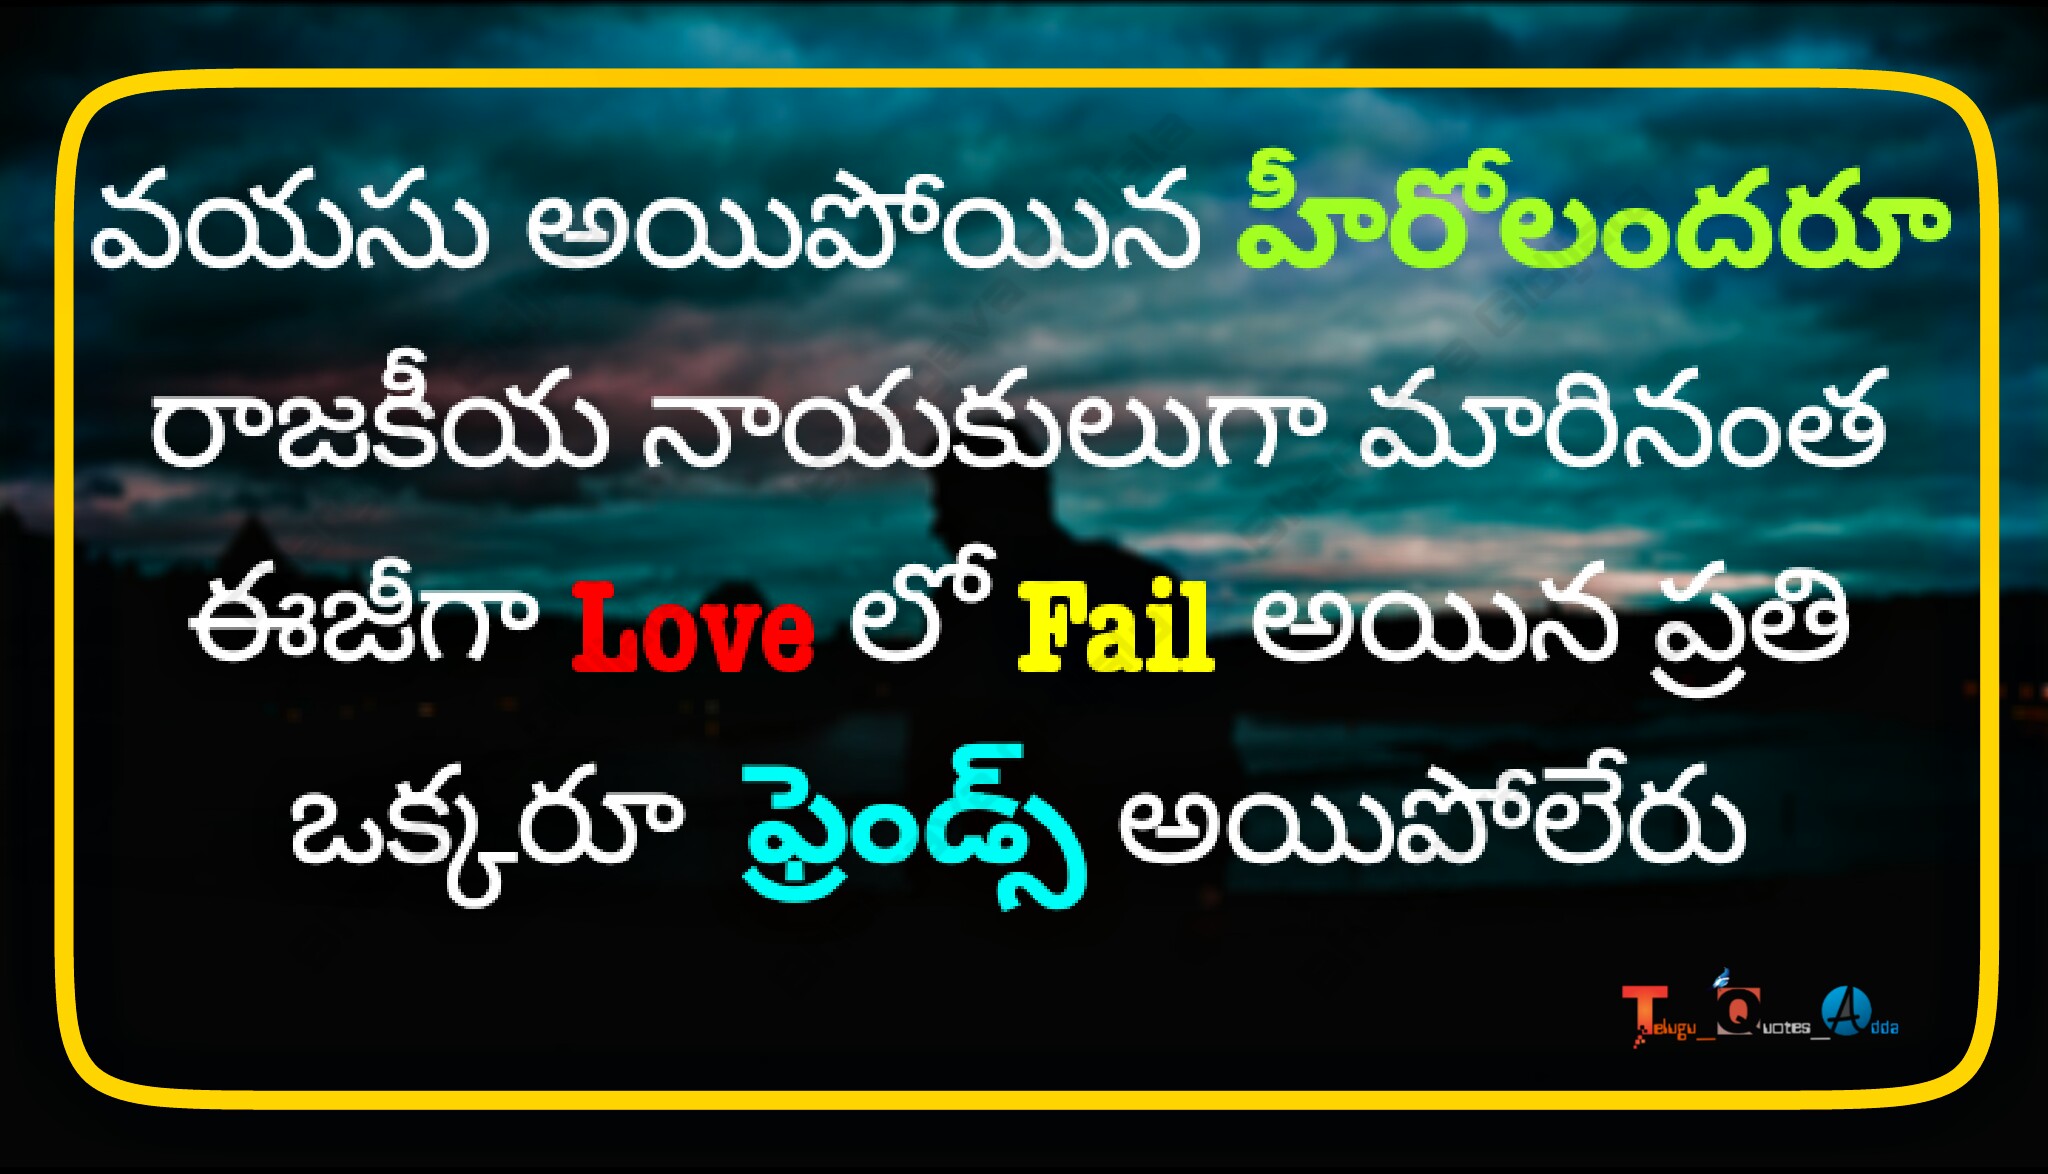 వయసు అయిపోయిన హీరోలందరూ
రాజకీయ నాయకులుగా మారినంత
ఈజీగా Love లో Fail అయిన ప్రతి
ఒక్కరూ ఫ్రెండ్స్ అయిపోలేరు
Telugu_Quotes_Adda